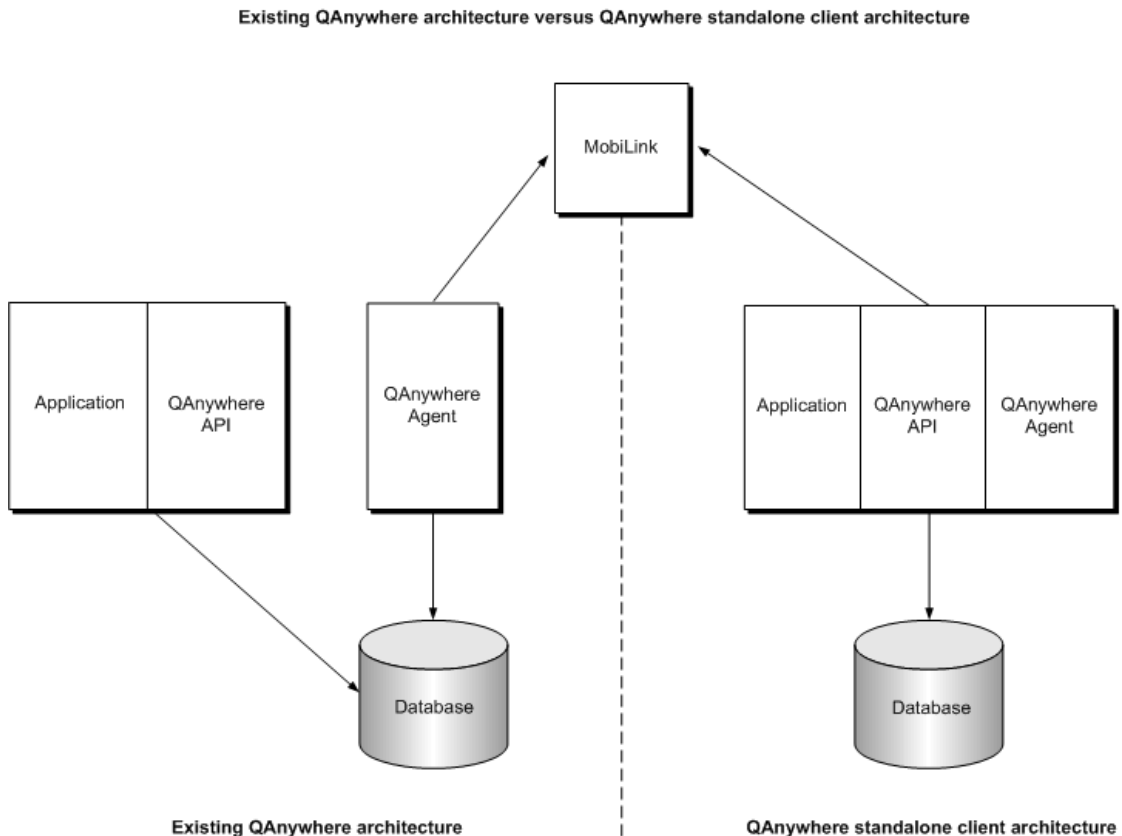 Existing QAnywhere architecture versus QAnywhere standalone client architecture
MobiLink
Application
QAnywhere
API
QAnywhere
Agent
Application
QAnywhere
API
QAnywhere
Agent
Database
Database
Existing QAnywhere architecture
QAnywhere standalone client architecture